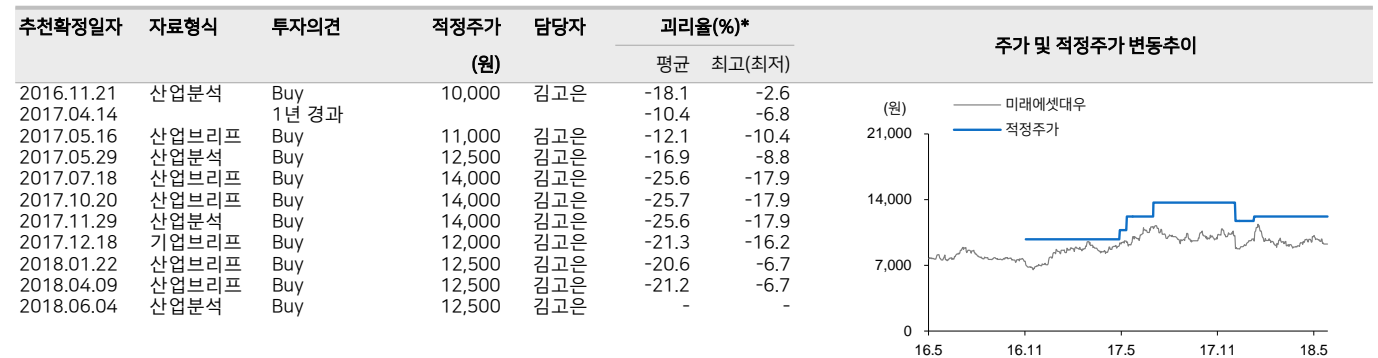 추천확정일자 자료형식 투자의견 적정주가 담당자 괴리율(%)* 주가 및 적정주가 변동추이
(원) 평균 최고(최저)
2016.11.21 산업분석 Buy 10,000 김고은 -18.1 -2.6
2017.04.14 1년 경과 -10.4 -6.8
2017.05.16 산업브리프 Buy 11,000 김고은 -12.1 -10.4
2017.05.29 산업분석 Buy 12,500 김고은 -16.9 -8.8
2017.07.18 산업브리프 Buy 14,000 김고은 -25.6 -17.9
2017.10.20 산업브리프 Buy 14,000 김고은 -25.7 -17.9
2017.11.29 산업분석 Buy 14,000 김고은 -25.6 -17.9
2017.12.18 기업브리프 Buy 12,000 김고은 -21.3 -16.2
2018.01.22 산업브리프 Buy 12,500 김고은 -20.6 -6.7
2018.04.09 산업브리프 Buy 12,500 김고은 -21.2 -6.7
2018.06.04 산업분석 Buy 12,500 김고은 - -
(원) 미래에셋대우
적정주가
21,000
14,000
7,000
0
16.5 16.11 17.5 17.11 18.5